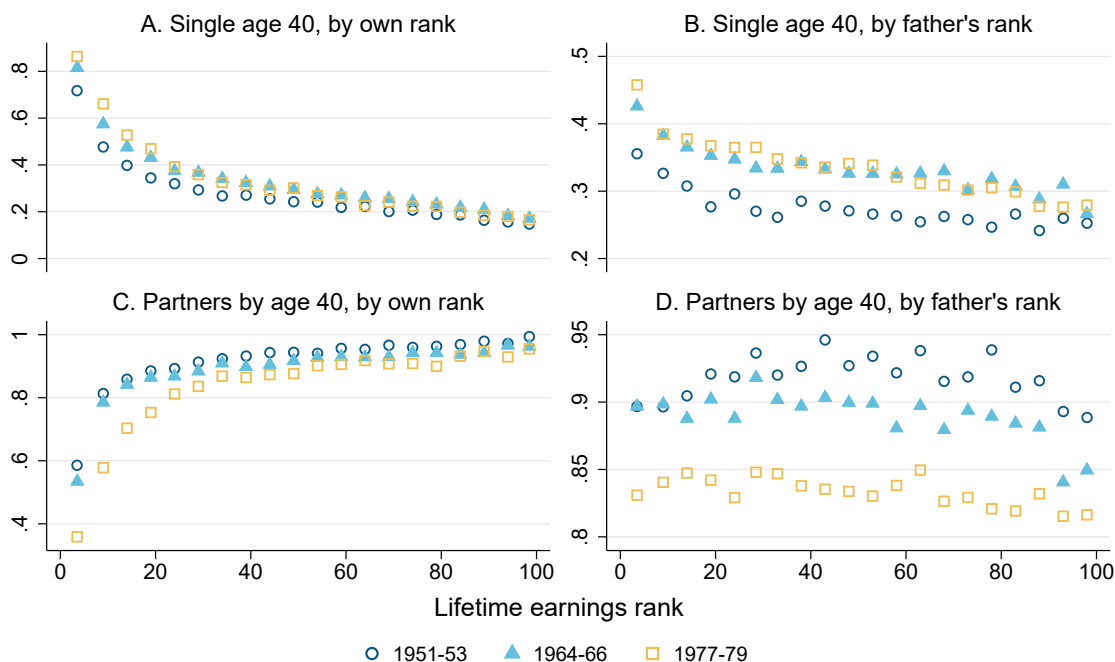 A. Single age 40, by own rank
B. Single age 40, by father's rank
.8
.6
.4
.2
0
.5
.4
.3
.2
C. Partners by age 40, by own rank
D. Partners by age 40, by father's rank
1
.8
.6
.4
.95
.9
.85
.8
0 20 40 60 80 100
0 20 40 60 80 100
Lifetime earnings rank
1951-53 1964-66 1977-79